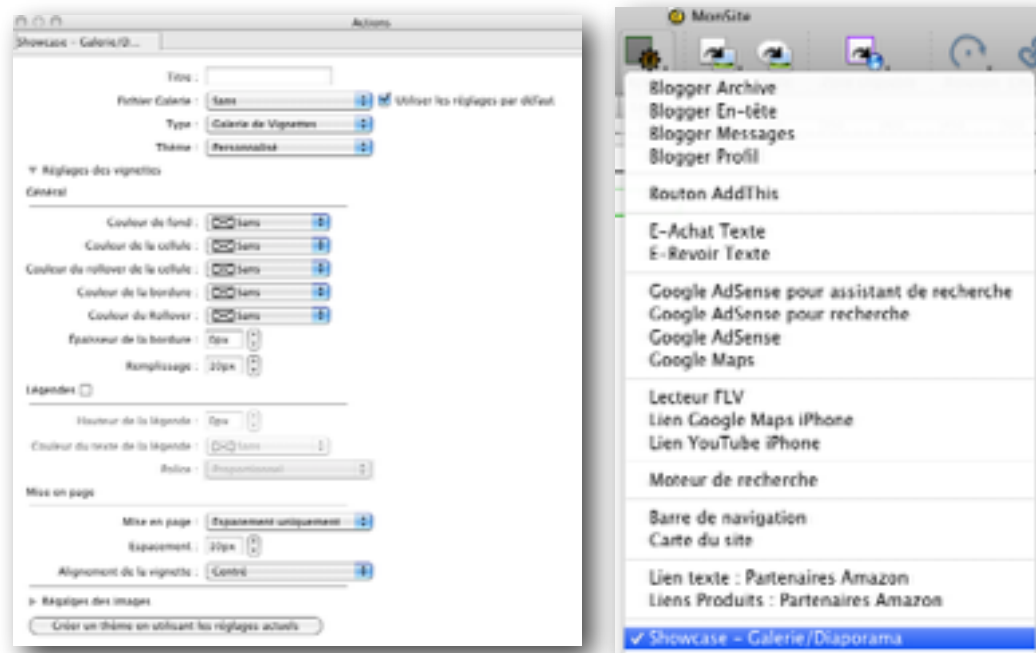 Actions
Showcase - Galerie/D...
Titre :
Fichier Galerie : Sans Utiliser les réglages par défaut
Type : Galerie de Vignettes
Thème : Personnalisé
Réglages des vignettes
Général
Couleur de fond : Sans
Couleur de la cellule : Sans
Couleur du rollover de la cellule : Sans
Couleur de la bordure : Sans
Couleur du Rollover : Sans
Épaisseur de la bordure : 0px
Remplissage : 10px
Légendes
Hauteur de la légende : 0px
Couleur du texte de la légende : Sans
Police : Proportionnel
Mise en page
Mise en page : Espacement uniquement
Espacement : 10px
Alignement de la vignette : Centré
Régalges des images
Créer un thème en utilisant les réglages actuels
MonSite
Blogger Archive
Blogger En-tête
Blogger Messages
Blogger Profil
Bouton AddThis
E-Achat Texte
E-Revoir Texte
Google AdSense pour assistant de recherche
Google AdSense pour recherche
Google AdSense
Google Maps
Lecteur FLV
Lien Google Maps iPhone
Lien YouTube iPhone
Moteur de recherche
Barre de navigation
Carte du site
Lien texte : Partenaires Amazon
Liens Produits : Partenaires Amazon
✓ Showcase - Galerie/Diaporama